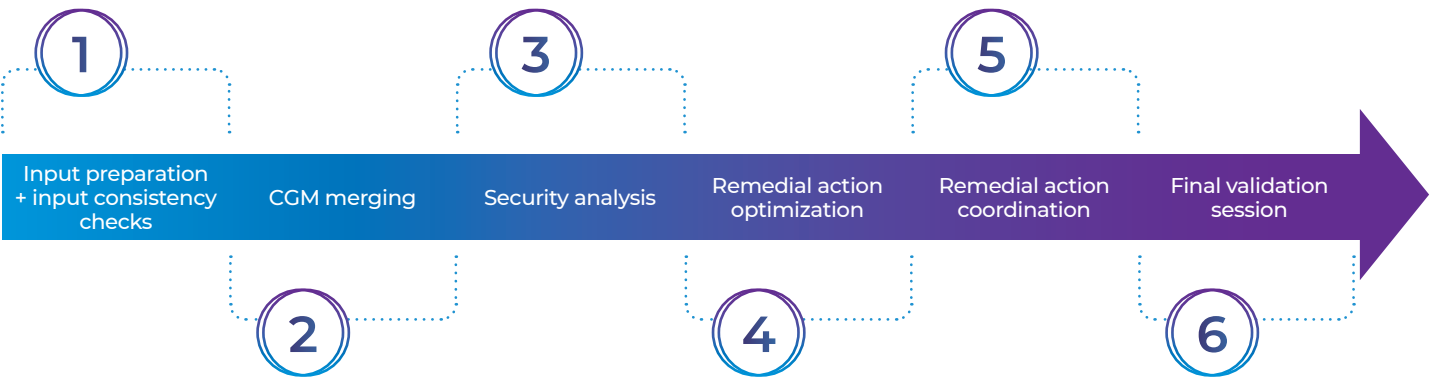 1
Input preparation
+ input consistency
checks
2
CGM merging
3
Security analysis
4
Remedial action
optimization
5
Remedial action
coordination
6
Final validation
session